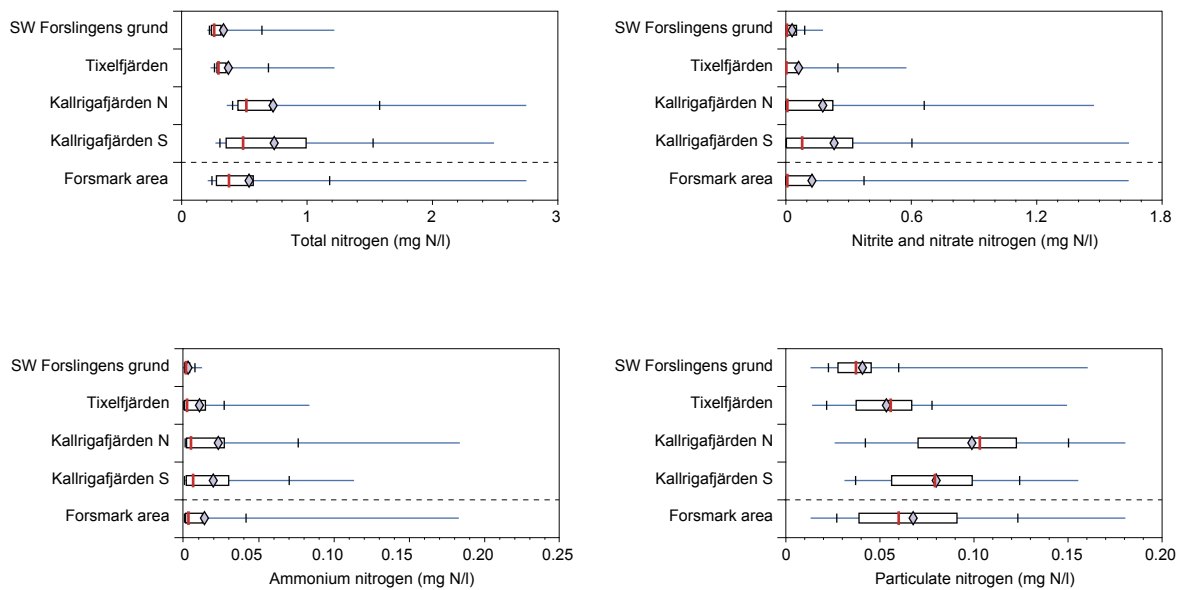 SW Forslingens grund
Tixelfjärden
Kallrigafjärden N
Kallrigafjärden S
Forsmark area
0 1 2 3
Total nitrogen (mg N/l)
SW Forslingens grund
Tixelfjärden
Kallrigafjärden N
Kallrigafjärden S
Forsmark area
0 0.6 1.2 1.8
Nitrite and nitrate nitrogen (mg N/l)
SW Forslingens grund
Tixelfjärden
Kallrigafjärden N
Kallrigafjärden S
Forsmark area
0 0.05 0.10 0.15 0.20 0.25
Ammonium nitrogen (mg N/l)
SW Forslingens grund
Tixelfjärden
Kallrigafjärden N
Kallrigafjärden S
Forsmark area
0 0.05 0.10 0.15 0.20
Particulate nitrogen (mg N/l)